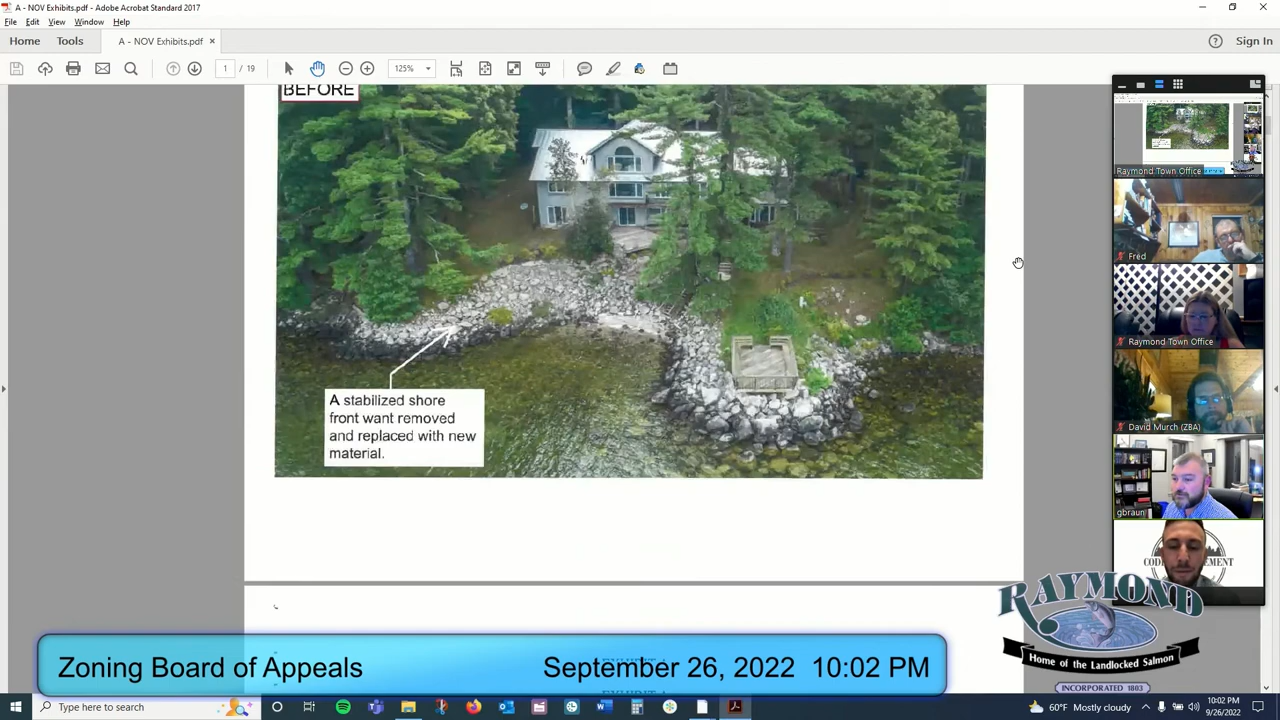 A - NOV Exhibits.pdf - Adobe Acrobat Standard 2017
File Edit View Window Help
Home Tools A - NOV Exhibits.pdf × Sign In
1 / 19 125%
BEFORE
A stabilized shore
front want removed
and replaced with new
material.
Raymond Town Office
Fred
Raymond Town Office
David Murch (ZBA)
gbraun
RAYMOND
Home of the Landlocked Salmon
INCORPORATED 1803
Zoning Board of Appeals September 26, 2022 10:02 PM
Type here to search
60°F Mostly cloudy
10:02 PM
9/26/2022